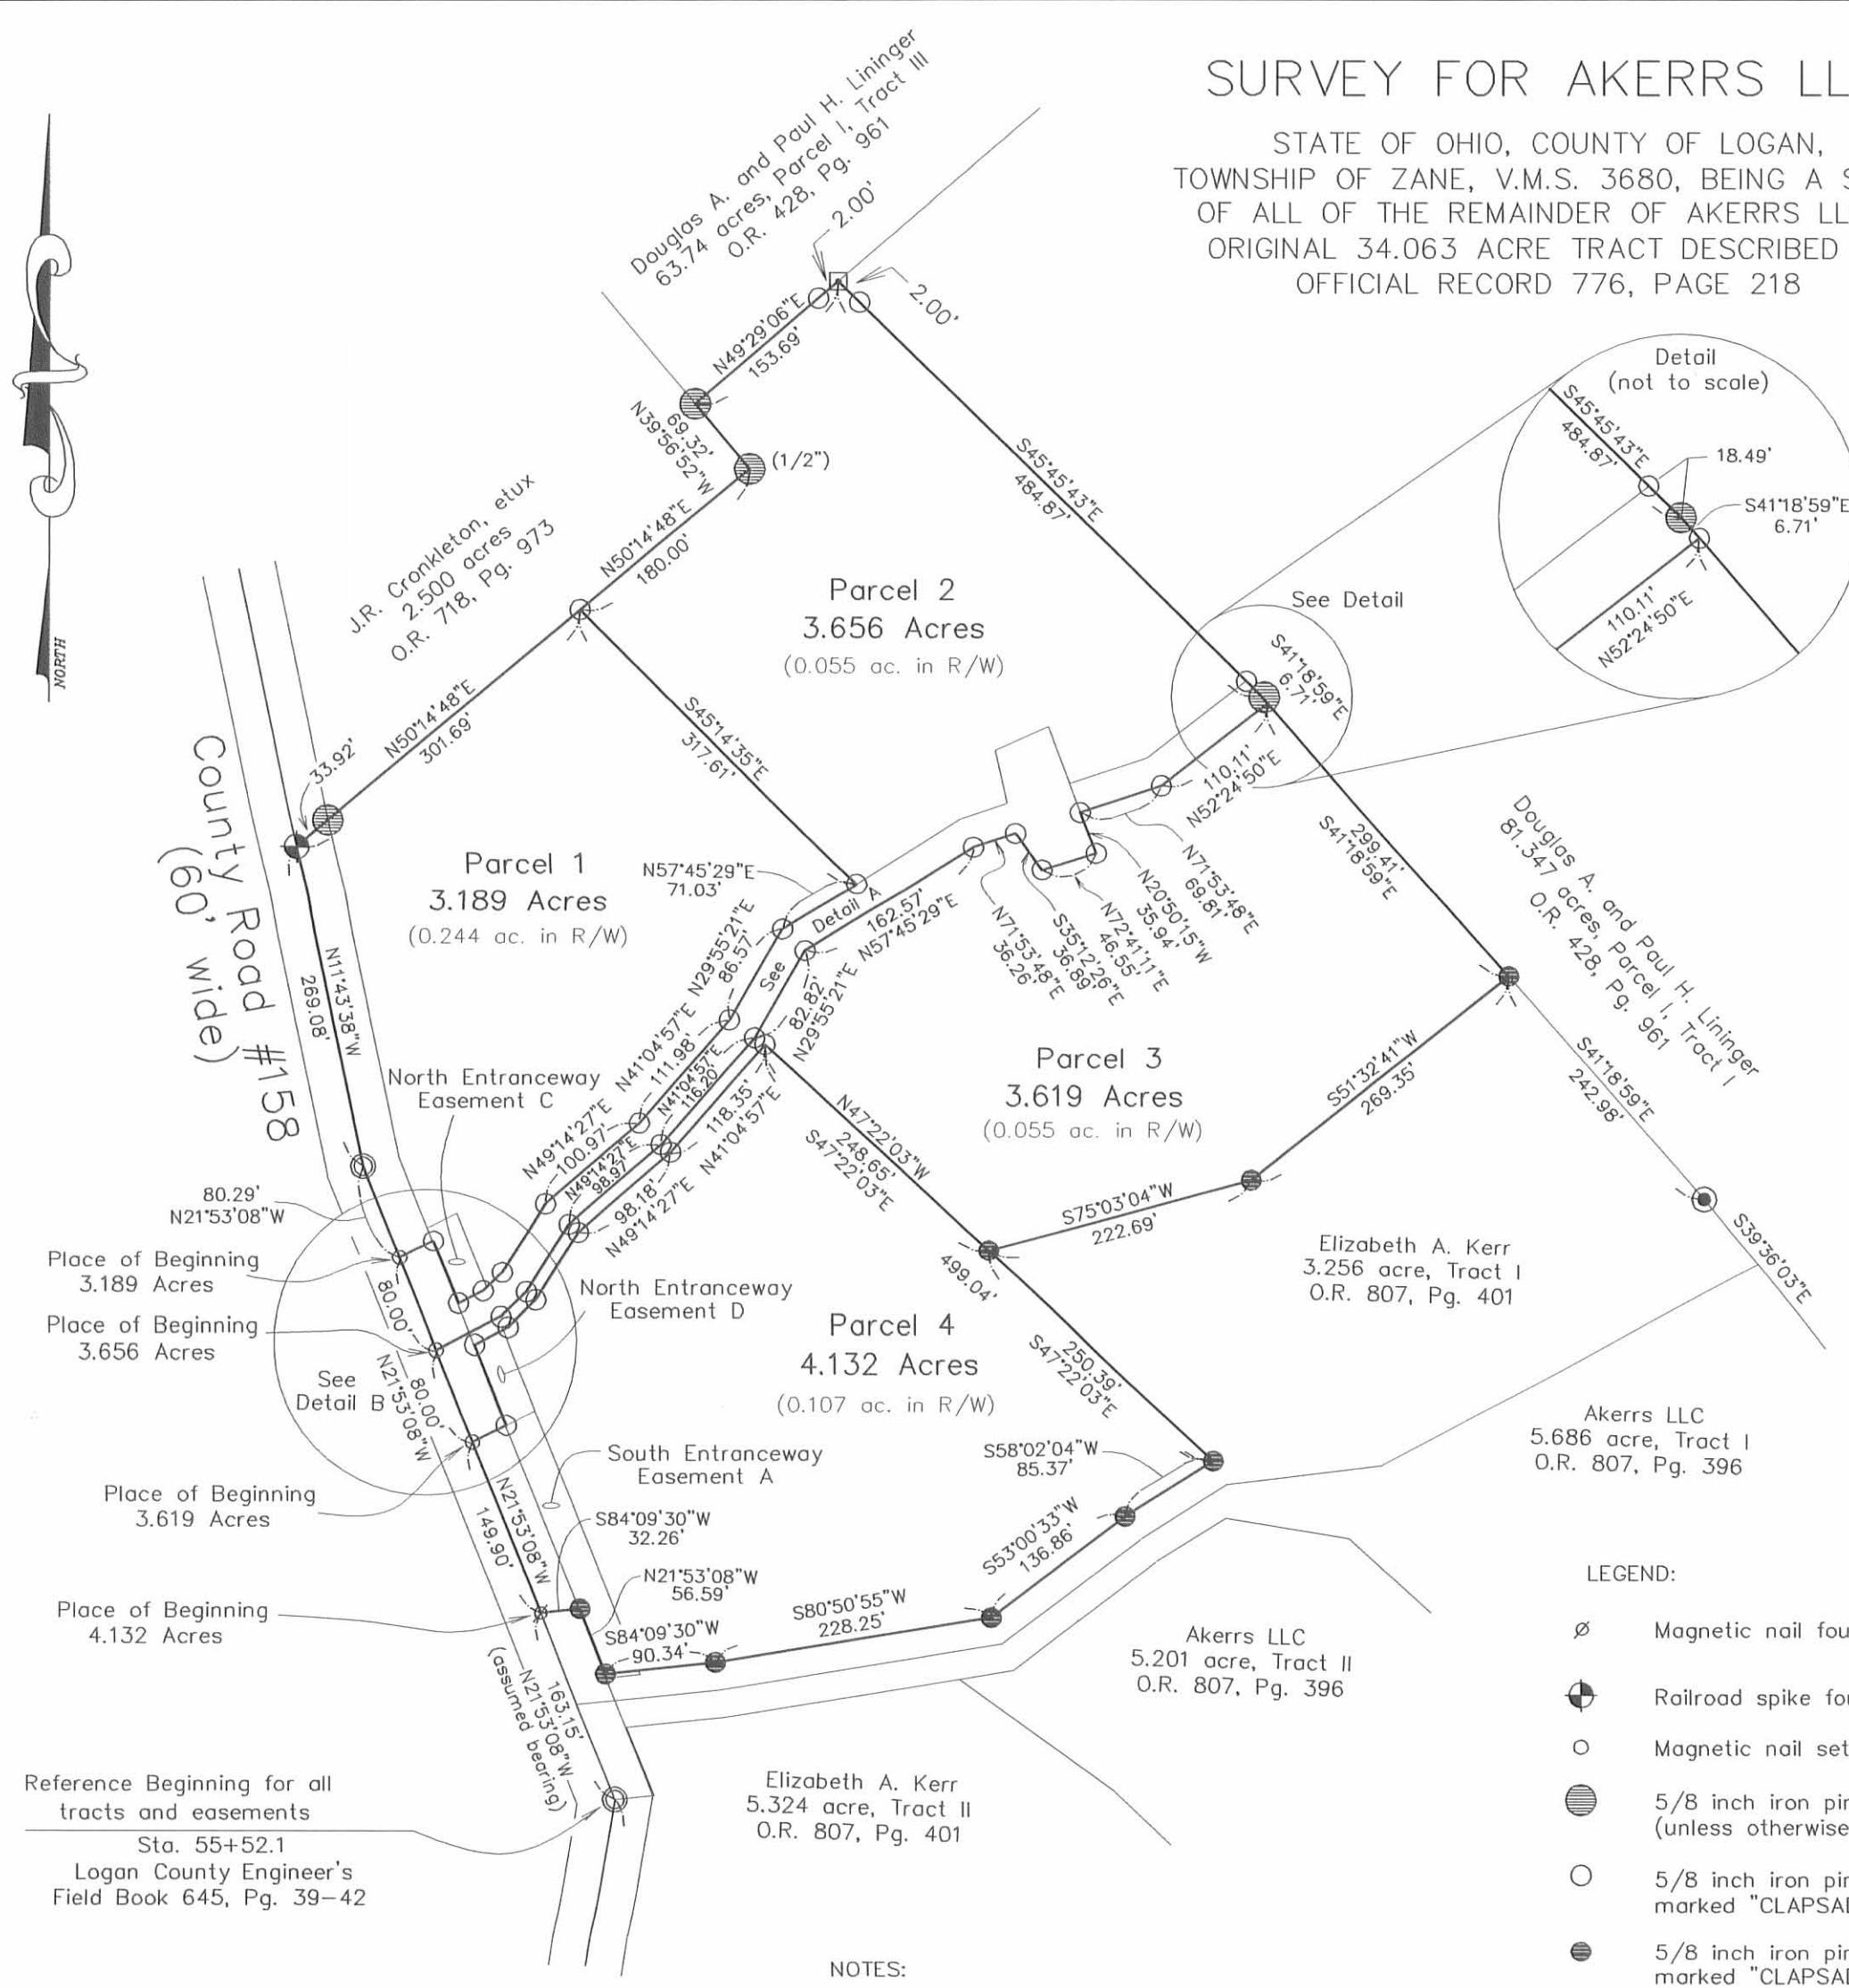 SURVEY FOR AKERRS LL
STATE OF OHIO, COUNTY OF LOGAN,
TOWNSHIP OF ZANE, V.M.S. 3680, BEING A S
OF ALL OF THE REMAINDER OF AKERRS LL
ORIGINAL 34.063 ACRE TRACT DESCRIBED
OFFICIAL RECORD 776, PAGE 218
Douglas A. and Paul H. Lininger
63.74 acres, Parcel I, Tract III
O.R. 428, Pg. 961
2.00'
2.00'
NORTH
N49°29'06"E
153.69'
69.32'
N39°56'52"W
(1/2")
N50°14'48"E
180.00'
J.R. Cronkleton, etux
2.500 acres
O.R. 718, Pg. 973
S45°45'43"E
484.87'
Detail
(not to scale)
S45°45'43"E
484.87'
18.49'
S41°18'59"E
6.71'
110.11'
N52°24'50"E
See Detail
Parcel 2
3.656 Acres
(0.055 ac. in R/W)
S41°18'59"E
6.71'
N50°14'48"E
301.69'
33.92'
S45°14'35"E
317.61'
County Road #158
(60' wide)
Parcel 1
3.189 Acres
(0.244 ac. in R/W)
N57°45'29"E
71.03'
110.11'
N52°24'50"E
299.41'
S41°18'59"E
Douglas A. and Paul H. Lininger
81.347 acres, Parcel I, Tract I
O.R. 428, Pg. 961
N11°43'38"W
269.08'
See Detail A
162.57'
N57°45'29"E
N71°53'48"E
36.26'
S35°12'26"E
36.89'
N72°41'11"E
46.55'
N20°50'15"W
35.94'
N71°53'48"E
69.81'
N29°55'21"E
86.57'
82.82'
N29°55'21"E
N41°04'57"E
111.98'
N41°04'57"E
116.20'
118.35'
N41°04'57"E
N49°14'27"E
100.97'
N49°14'27"E
98.97'
98.18'
N49°14'27"E
North Entranceway
Easement C
Parcel 3
3.619 Acres
(0.055 ac. in R/W)
N47°22'03"W
248.65'
S47°22'03"E
S51°32'41"W
269.35'
S41°18'59"E
242.98'
S75°03'04"W
222.69'
S39°36'03"E
80.29'
N21°53'08"W
Place of Beginning
3.189 Acres
80.00'
Place of Beginning
3.656 Acres
North Entranceway
Easement D
499.04'
Elizabeth A. Kerr
3.256 acre, Tract I
O.R. 807, Pg. 401
Parcel 4
4.132 Acres
(0.107 ac. in R/W)
250.39'
S47°22'03"E
See
Detail B
80.00'
N21°53'08"W
Akerrs LLC
5.686 acre, Tract I
O.R. 807, Pg. 396
South Entranceway
Easement A
S58°02'04"W
85.37'
Place of Beginning
3.619 Acres
N21°53'08"W
149.90'
S84°09'30"W
32.26'
S53°00'33"W
136.86'
N21°53'08"W
56.59'
Place of Beginning
4.132 Acres
S84°09'30"W
90.34'
S80°50'55"W
228.25'
163.15'
N21°53'08"W
(assumed bearing)
Akerrs LLC
5.201 acre, Tract II
O.R. 807, Pg. 396
Reference Beginning for all
tracts and easements
Sta. 55+52.1
Logan County Engineer's
Field Book 645, Pg. 39-42
Elizabeth A. Kerr
5.324 acre, Tract II
O.R. 807, Pg. 401
LEGEND:
Magnetic nail fou
Railroad spike fou
Magnetic nail set
5/8 inch iron pin
(unless otherwise
5/8 inch iron pin
marked "CLAPSAD
5/8 inch iron pin
marked "CLAPSAD
NOTES: